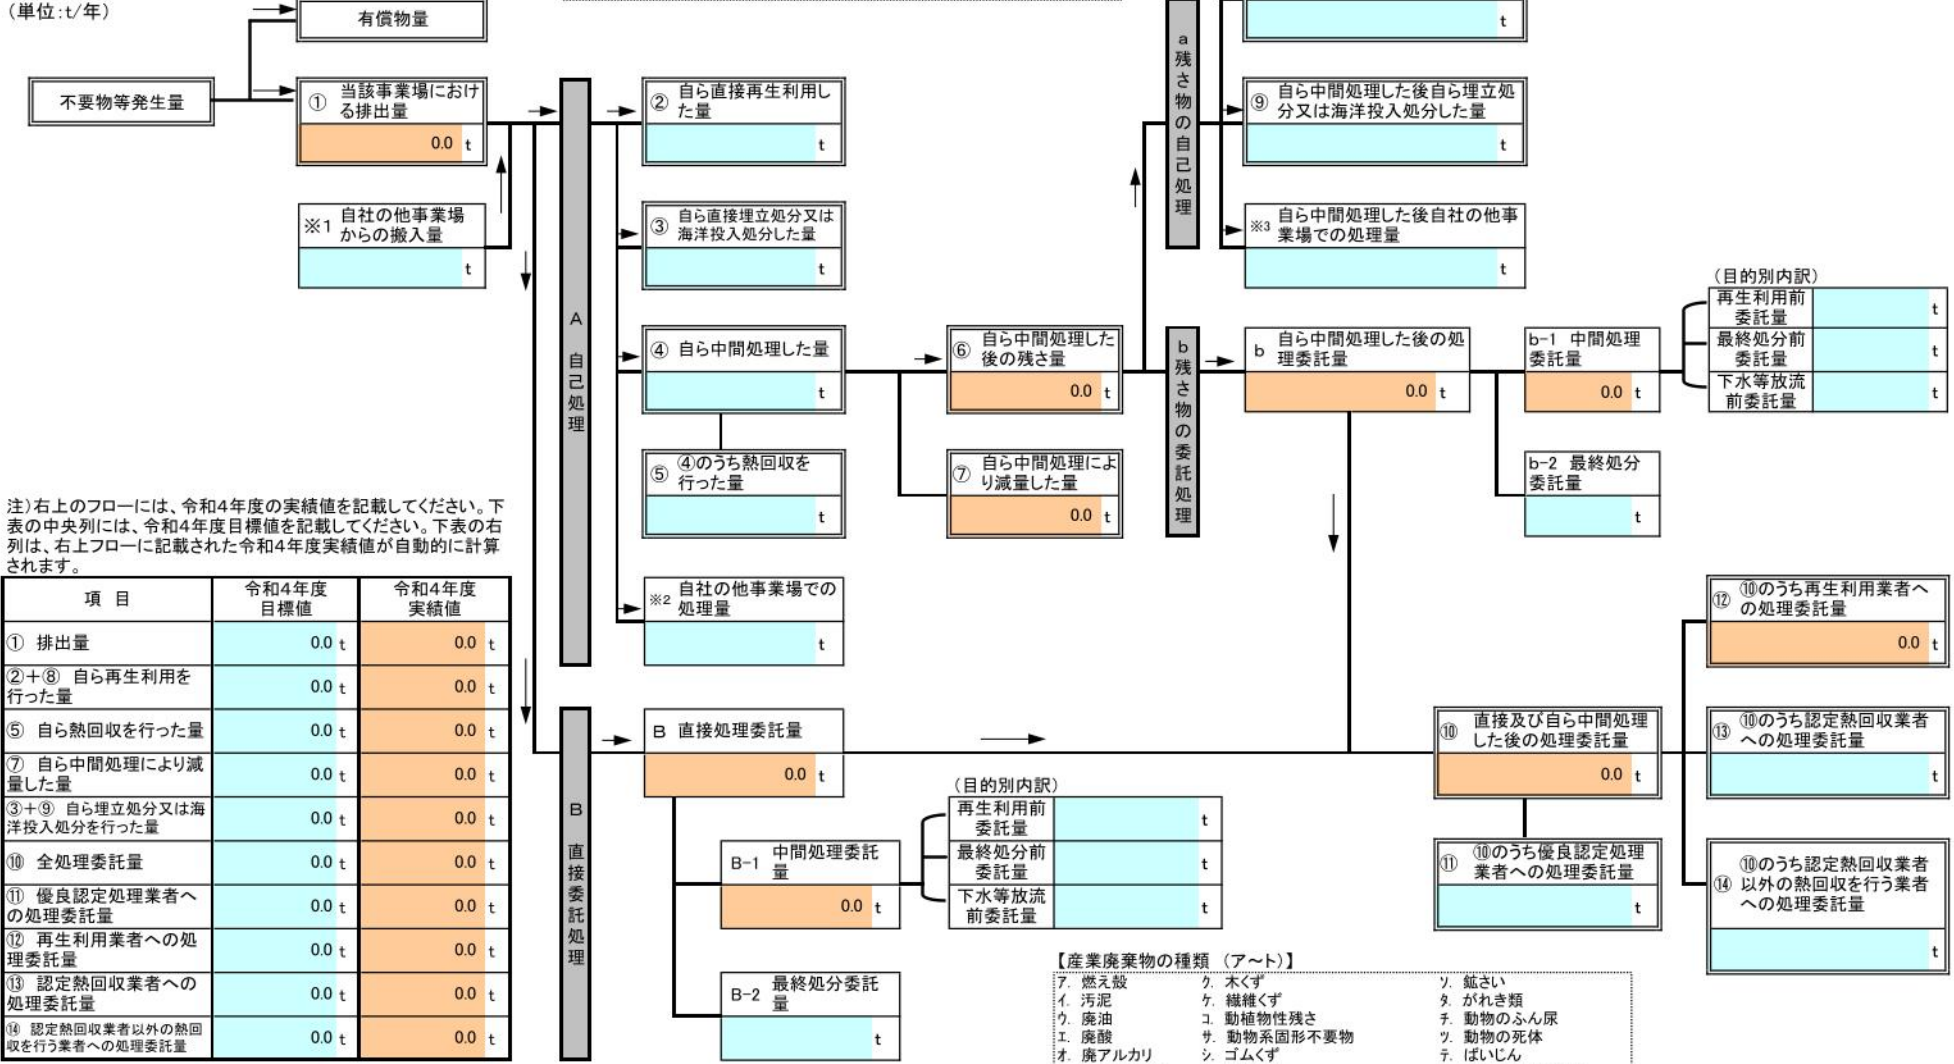 (単位:t/年)
有償物量
不要物等発生量
① 当該事業場におけ
る排出量
0.0 t
※1 自社の他事業場
からの搬入量
t
A 自己処理
② 自ら直接再生利用し
た量
t
③ 自ら直接埋立処分又は
海洋投入処分した量
t
④ 自ら中間処理した量
t
⑤ ④のうち熱回収を
行った量
t
※2 自社の他事業場での
処理量
t
⑥ 自ら中間処理した
後の残さ量
0.0 t
⑦ 自ら中間処理によ
り減量した量
0.0 t
a 残さ物の自己処理
t
⑨ 自ら中間処理した後自ら埋立処
分又は海洋投入処分した量
t
※3 自ら中間処理した後自社の他事
業場での処理量
t
b 残さ物の委託処理
b 自ら中間処理した後の処
理委託量
0.0 t
b-1 中間処理
委託量
0.0 t
b-2 最終処分
委託量
t
(目的別内訳)
再生利用前
委託量
t
最終処分前
委託量
t
下水等放流
前委託量
t
注)右上のフローには、令和4年度の実績値を記載してください。下
表の中央列には、令和4年度目標値を記載してください。下表の右
列は、右上フローに記載された令和4年度実績値が自動的に計算
されます。
項 目 令和4年度
目標値 令和4年度
実績値
① 排出量 0.0 t 0.0 t
②+⑧ 自ら再生利用を
行った量 0.0 t 0.0 t
⑤ 自ら熱回収を行った量 0.0 t 0.0 t
⑦ 自ら中間処理により減
量した量 0.0 t 0.0 t
③+⑨ 自ら埋立処分又は海
洋投入処分を行った量 0.0 t 0.0 t
⑩ 全処理委託量 0.0 t 0.0 t
⑪ 優良認定処理業者へ
の処理委託量 0.0 t 0.0 t
⑫ 再生利用業者への処
理委託量 0.0 t 0.0 t
⑬ 認定熱回収業者への
処理委託量 0.0 t 0.0 t
⑭ 認定熱回収業者以外の熱回
収を行う業者への処理委託量 0.0 t 0.0 t
B 直接委託処理
B 直接処理委託量
0.0 t
B-1 中間処理委託
量
0.0 t
B-2 最終処分委託
量
t
(目的別内訳)
再生利用前
委託量
t
最終処分前
委託量
t
下水等放流
前委託量
t
⑩ 直接及び自ら中間処理
した後の処理委託量
0.0 t
⑪ ⑩のうち優良認定処理
業者への処理委託量
t
⑫ ⑩のうち再生利用業者へ
の処理委託量
0.0 t
⑬ ⑩のうち認定熱回収業者
への処理委託量
t
⑭ ⑩のうち認定熱回収業者
以外の熱回収を行う業者
への処理委託量
t
【産業廃棄物の種類 (ア~ト)】
ア. 燃え殻 ク. 木くず ソ. 鉱さい
イ. 汚泥 ケ. 繊維くず タ. がれき類
ウ. 廃油 コ. 動植物性残さ チ. 動物のふん尿
エ. 廃酸 サ. 動物系固形不要物 ツ. 動物の死体
オ. 廃アルカリ シ. ゴムくず テ. ばいじん